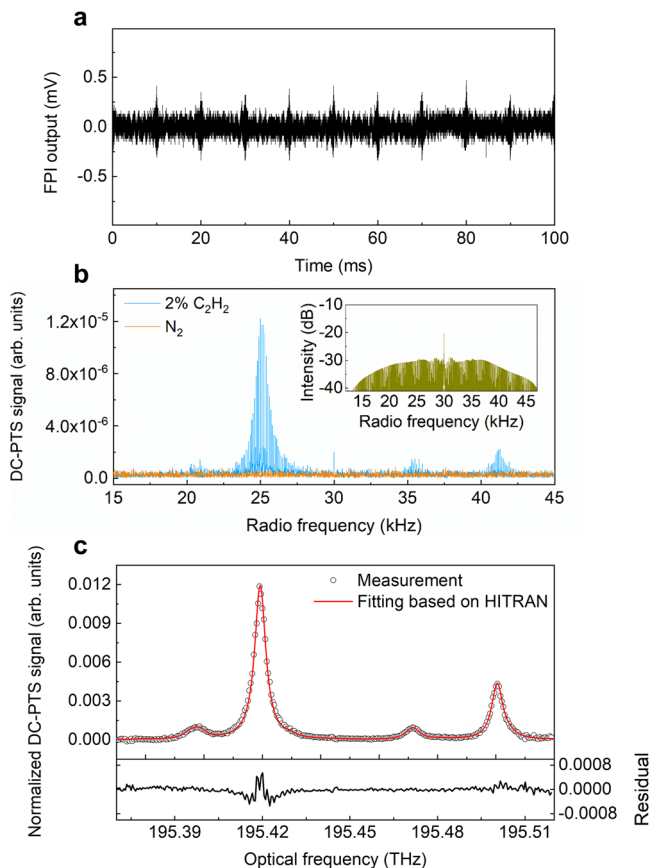 a
0.5
0.0
-0.5
FPI output (mV)
0 20 40 60 80 100
Time (ms)
b
2% C₂H₂
N₂
1.2x10⁻⁵
8.0x10⁻⁶
4.0x10⁻⁶
0.0
DC-PTS signal (arb. units)
-10
-20
-30
-40
Intensity (dB)
15 20 25 30 35 40 45
Radio frequency (kHz)
15 20 25 30 35 40 45
Radio frequency (kHz)
c
Measurement
Fitting based on HITRAN
0.012
0.009
0.006
0.003
0.000
Normalized DC-PTS signal (arb. units)
0.0008
0.0000
-0.0008
Residual
195.39 195.42 195.45 195.48 195.51
Optical frequency (THz)